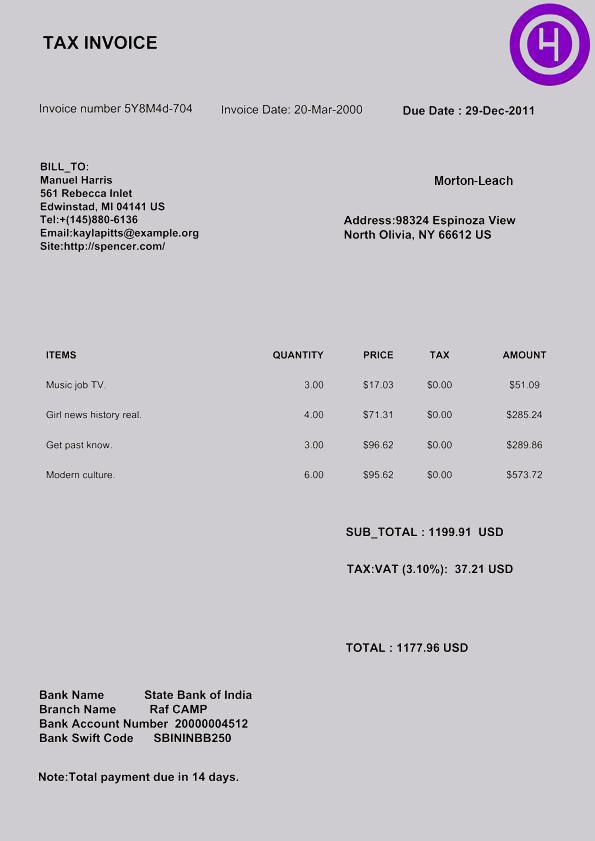 TAX INVOICE
Invoice number 5Y8M4d-704 Invoice Date: 20-Mar-2000 Due Date : 29-Dec-2011
BILL_TO:
Manuel Harris
561 Rebecca Inlet
Edwinstad, MI 04141 US
Tel:+(145)880-6136
Email:kaylapitts@example.org
Site:http://spencer.com/
Morton-Leach
Address:98324 Espinoza View
North Olivia, NY 66612 US
ITEMS QUANTITY PRICE TAX AMOUNT
Music job TV. 3.00 $17.03 $0.00 $51.09
Girl news history real. 4.00 $71.31 $0.00 $285.24
Get past know. 3.00 $96.62 $0.00 $289.86
Modern culture. 6.00 $95.62 $0.00 $573.72
SUB_TOTAL : 1199.91 USD
TAX:VAT (3.10%): 37.21 USD
TOTAL : 1177.96 USD
Bank Name State Bank of India
Branch Name Raf CAMP
Bank Account Number 20000004512
Bank Swift Code SBININBB250
Note:Total payment due in 14 days.